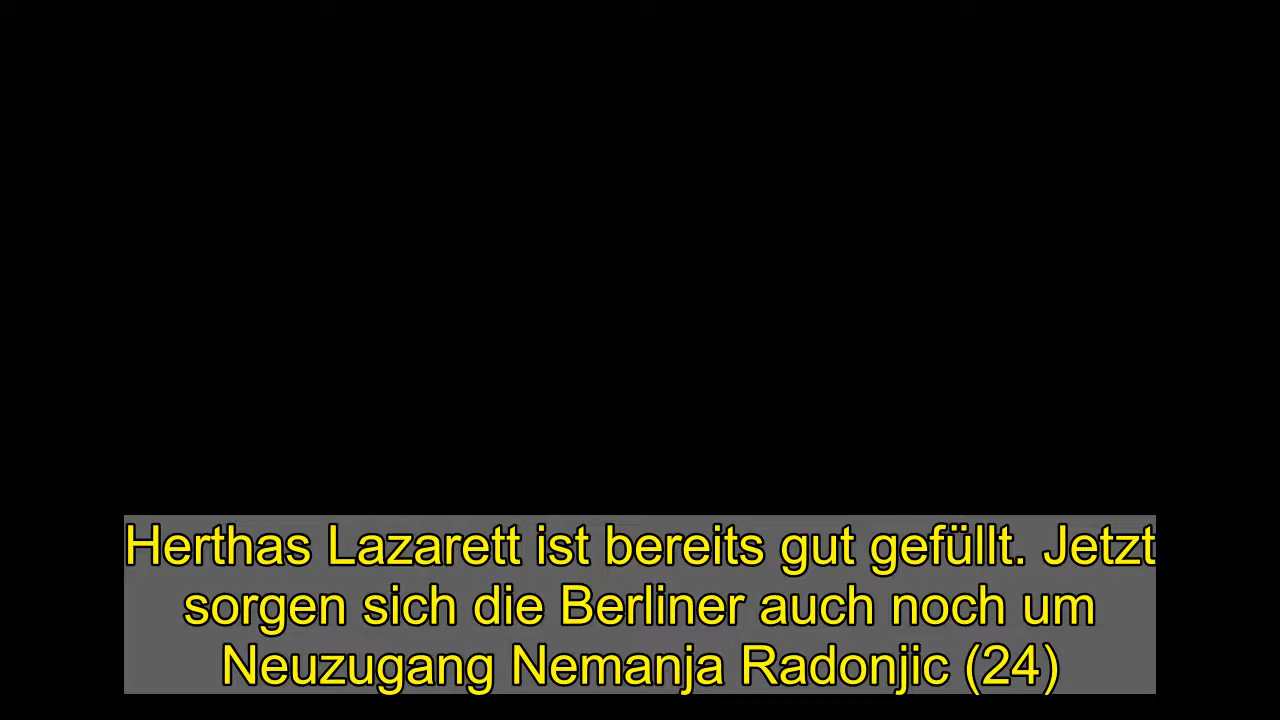 Herthas Lazarett ist bereits gut gefüllt. Jetzt
sorgen sich die Berliner auch noch um
Neuzugang Nemanja Radonjic (24)